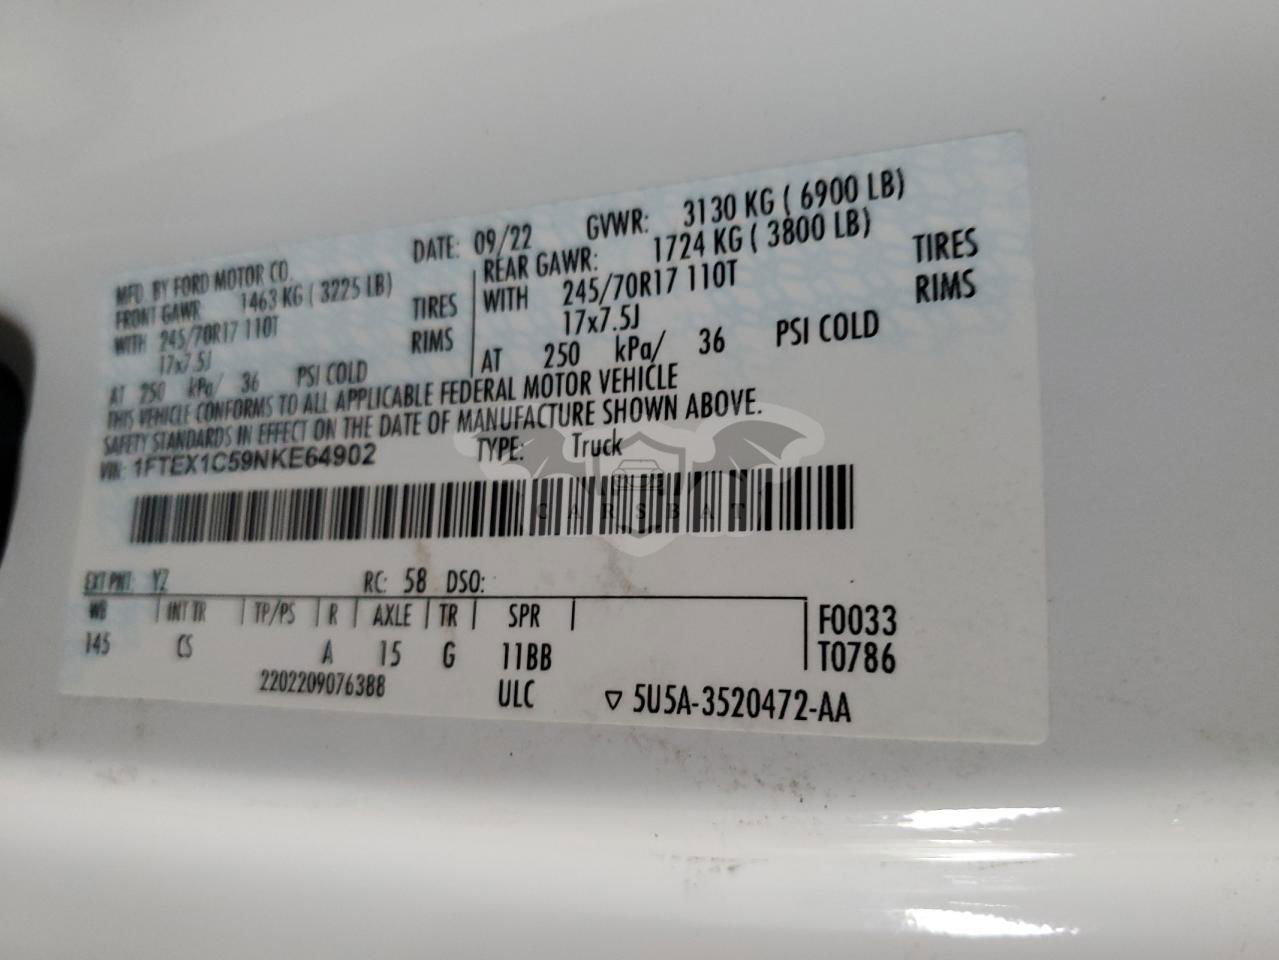 MFD. BY FORD MOTOR CO. DATE: 09/22 GVWR: 3130 KG ( 6900 LB)
FRONT GAWR: 1463 KG ( 3225 LB) REAR GAWR: 1724 KG ( 3800 LB)
WITH 245/70R17 110T TIRES WITH 245/70R17 110T TIRES
17x7.5J RIMS 17x7.5J RIMS
AT 250 kPa/ 36 PSI COLD AT 250 kPa/ 36 PSI COLD
THIS VEHICLE CONFORMS TO ALL APPLICABLE FEDERAL MOTOR VEHICLE
SAFETY STANDARDS IN EFFECT ON THE DATE OF MANUFACTURE SHOWN ABOVE.
VIN: 1FTEX1C59NKE64902 TYPE: Truck
CARSBAT
EXT PNT: YZ RC: 58 DSO:
WB INT TR TP/PS R AXLE TR SPR F0033
145 CS A 15 G 11BB T0786
2202209076388 ULC ▽ 5U5A-3520472-AA